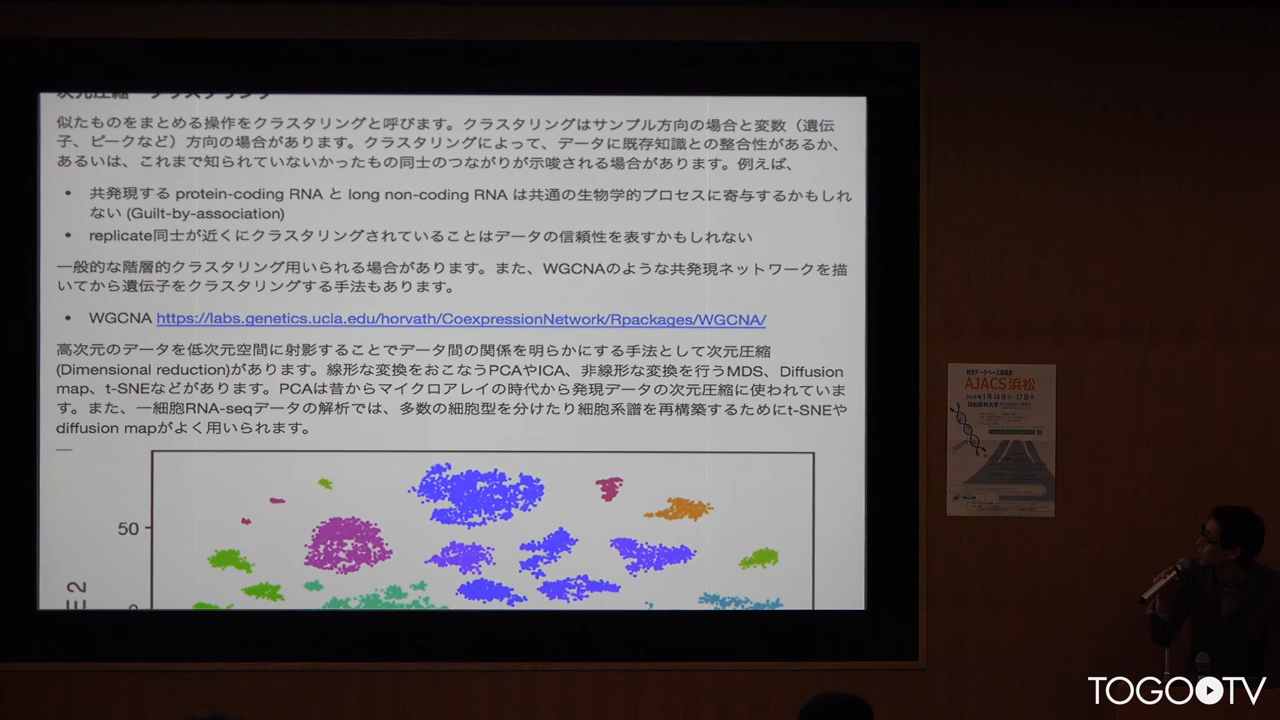 次元圧縮・クラスタリング
似たものをまとめる操作をクラスタリングと呼びます。クラスタリングはサンプル方向の場合と変数（遺伝
子、ピークなど）方向の場合があります。クラスタリングによって、データに既存知識との整合性があるか、
あるいは、これまで知られていないかったもの同士のつながりが示唆される場合があります。例えば、
• 共発現する protein-coding RNA と long non-coding RNA は共通の生物学的プロセスに寄与するかもしれ
ない (Guilt-by-association)
• replicate同士が近くにクラスタリングされていることはデータの信頼性を表すかもしれない
一般的な階層的クラスタリング用いられる場合があります。また、WGCNAのような共発現ネットワークを描
いてから遺伝子をクラスタリングする手法もあります。
• WGCNA https://labs.genetics.ucla.edu/horvath/CoexpressionNetwork/Rpackages/WGCNA/
高次元のデータを低次元空間に射影することでデータ間の関係を明らかにする手法として次元圧縮
(Dimensional reduction)があります。線形な変換をおこなうPCAやICA、非線形な変換を行うMDS、Diffusion
map、t-SNEなどがあります。PCAは昔からマイクロアレイの時代から発現データの次元圧縮に使われていま
す。また、一細胞RNA-seqデータの解析では、多数の細胞型を分けたり細胞系譜を再構築するためにt-SNEや
diffusion mapがよく用いられます。
50
E 2
統合データベース講習会
AJACS浜松
浜松医科大学
TOGOTV